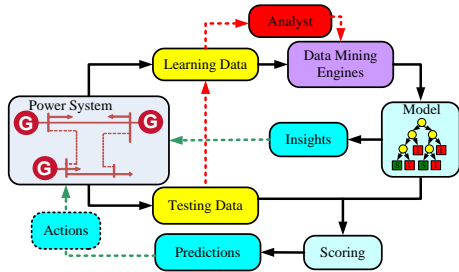 Analyst
Learning Data
Data Mining
Engines
Power System
G
G
G
Model
Insights
Testing Data
Actions
Predictions
Scoring